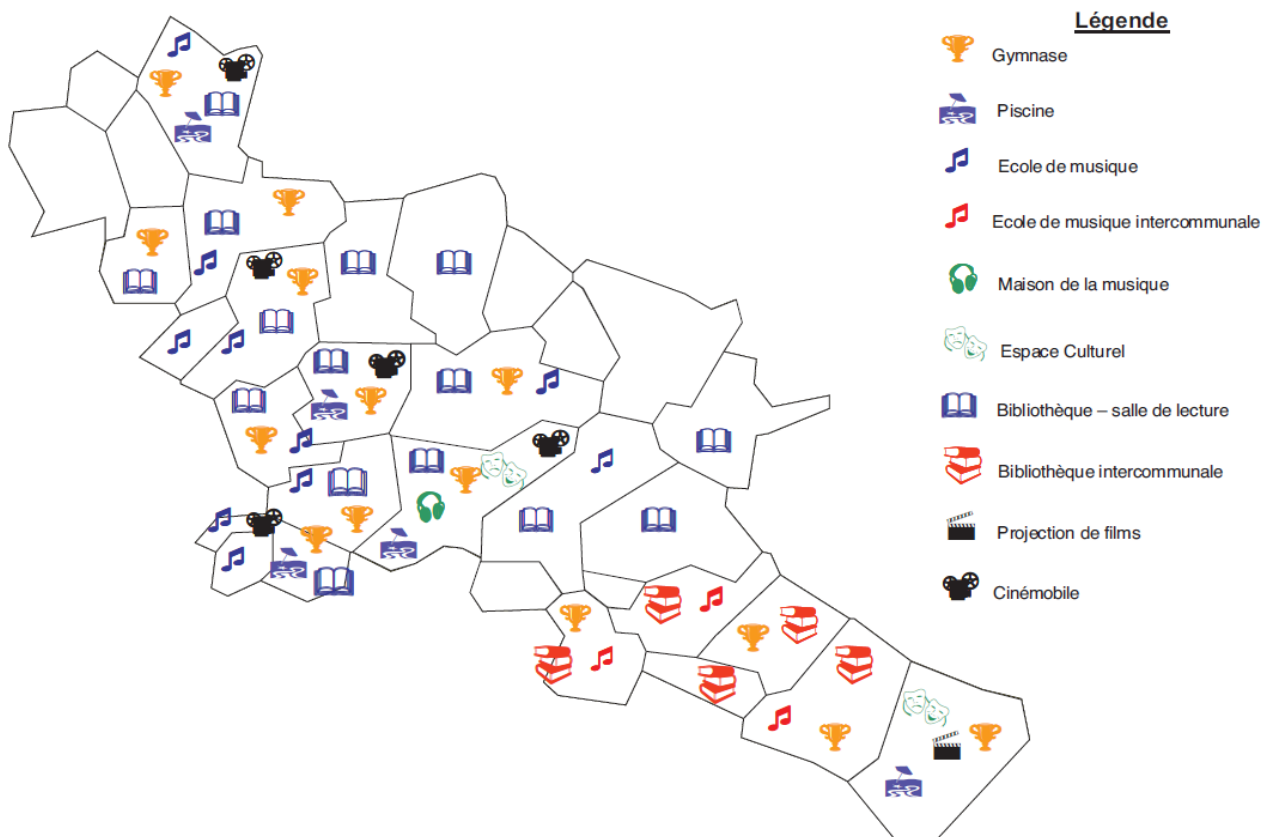 Légende
Gymnase
Piscine
Ecole de musique
Ecole de musique intercommunale
Maison de la musique
Espace Culturel
Bibliothèque – salle de lecture
Bibliothèque intercommunale
Projection de films
Cinémobile